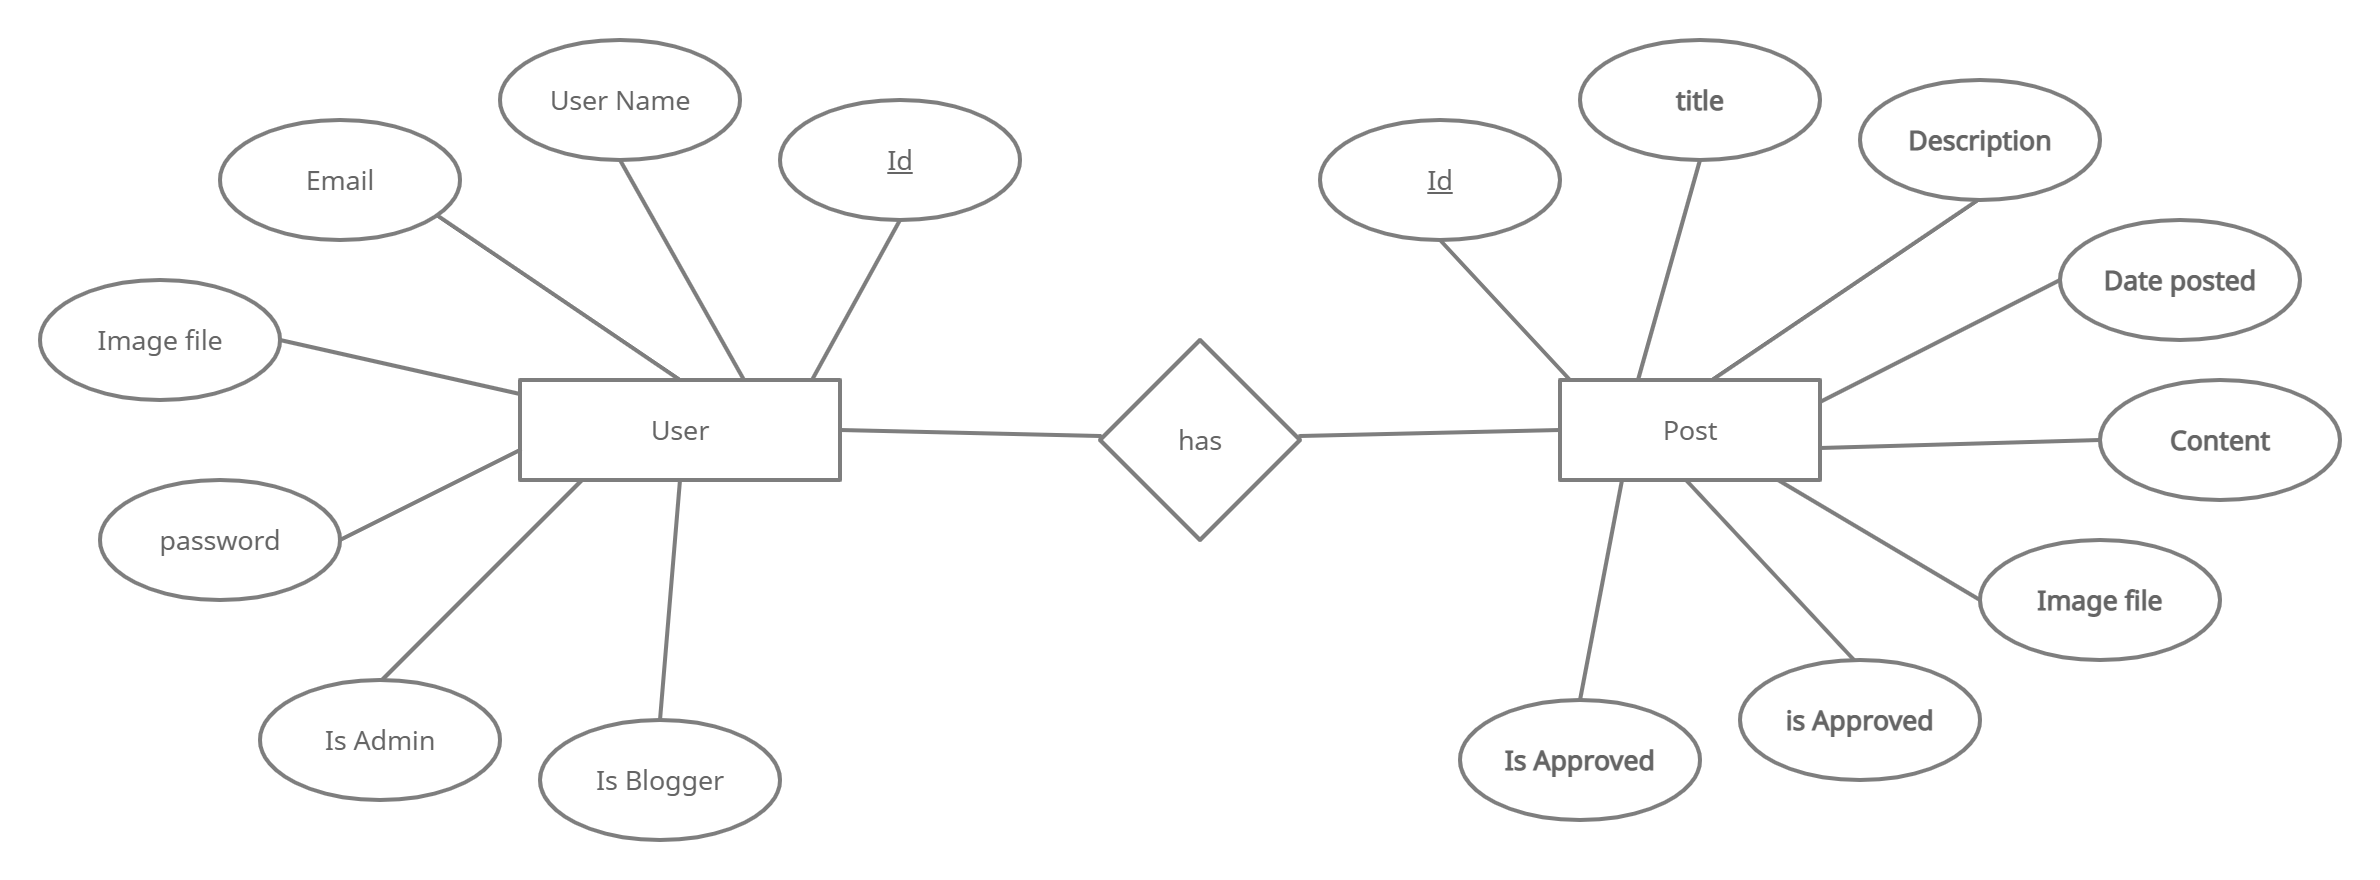 User Name
Id
Email
Image file
User
password
Is Admin
Is Blogger
has
title
Description
Id
Date posted
Post
Content
Image file
is Approved
Is Approved